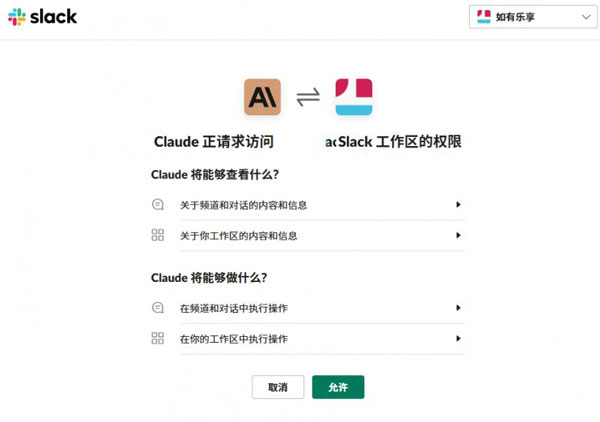 slack
如有乐享
Claude 正请求访问 Slack 工作区的权限
Claude 将能够查看什么？
关于频道和对话的内容和信息
关于你工作区的内容和信息
Claude 将能够做什么？
在频道和对话中执行操作
在你的工作区中执行操作
取消 允许